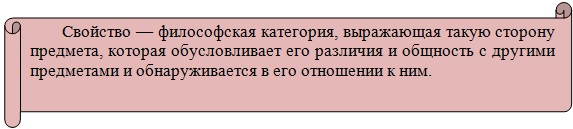 Свойство — философская категория, выражающая такую сторону
предмета, которая обусловливает его различия и общность с другими
предметами и обнаруживается в его отношении к ним.